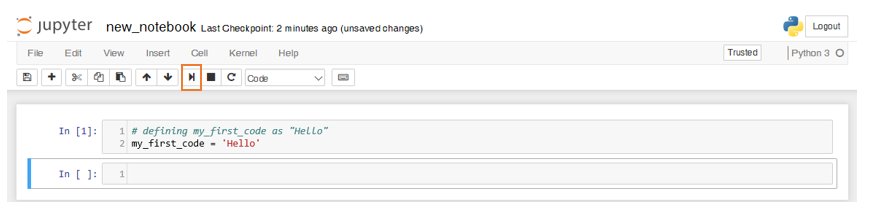 jupyter new_notebook Last Checkpoint: 2 minutes ago (unsaved changes) Logout
File Edit View Insert Cell Kernel Help Trusted Python 3
Code
In [1]: 1 # defining my_first_code as "Hello"
2 my_first_code = 'Hello'
In [ ]: 1